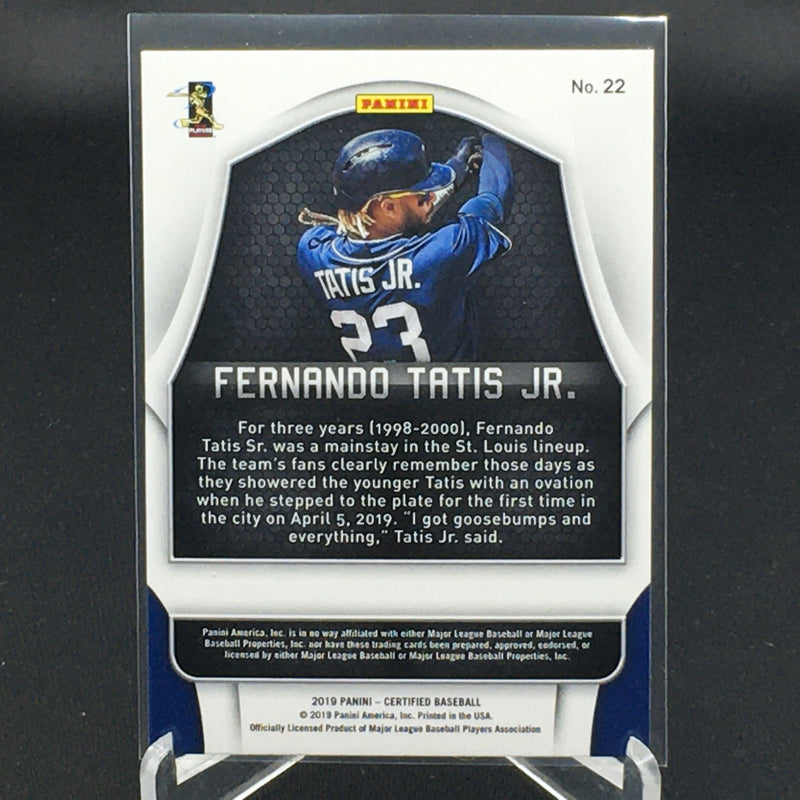 No. 22
PANINI
PLAYERS
TATIS JR.
23
FERNANDO TATIS JR.
For three years (1998-2000), Fernando
Tatis Sr. was a mainstay in the St. Louis lineup.
The team's fans clearly remember those days as
they showered the younger Tatis with an ovation
when he stepped to the plate for the first time in
the city on April 5, 2019. "I got goosebumps and
everything," Tatis Jr. said.
Panini America, Inc. is in no way affiliated with either Major League Baseball or Major League
Baseball Properties, Inc. nor have these trading cards been prepared, approved, endorsed, or
licensed by either Major League Baseball or Major League Baseball Properties, Inc.
2019 PANINI – CERTIFIED BASEBALL
© 2019 Panini America, Inc. Printed in the USA.
Officially Licensed Product of Major League Baseball Players Association